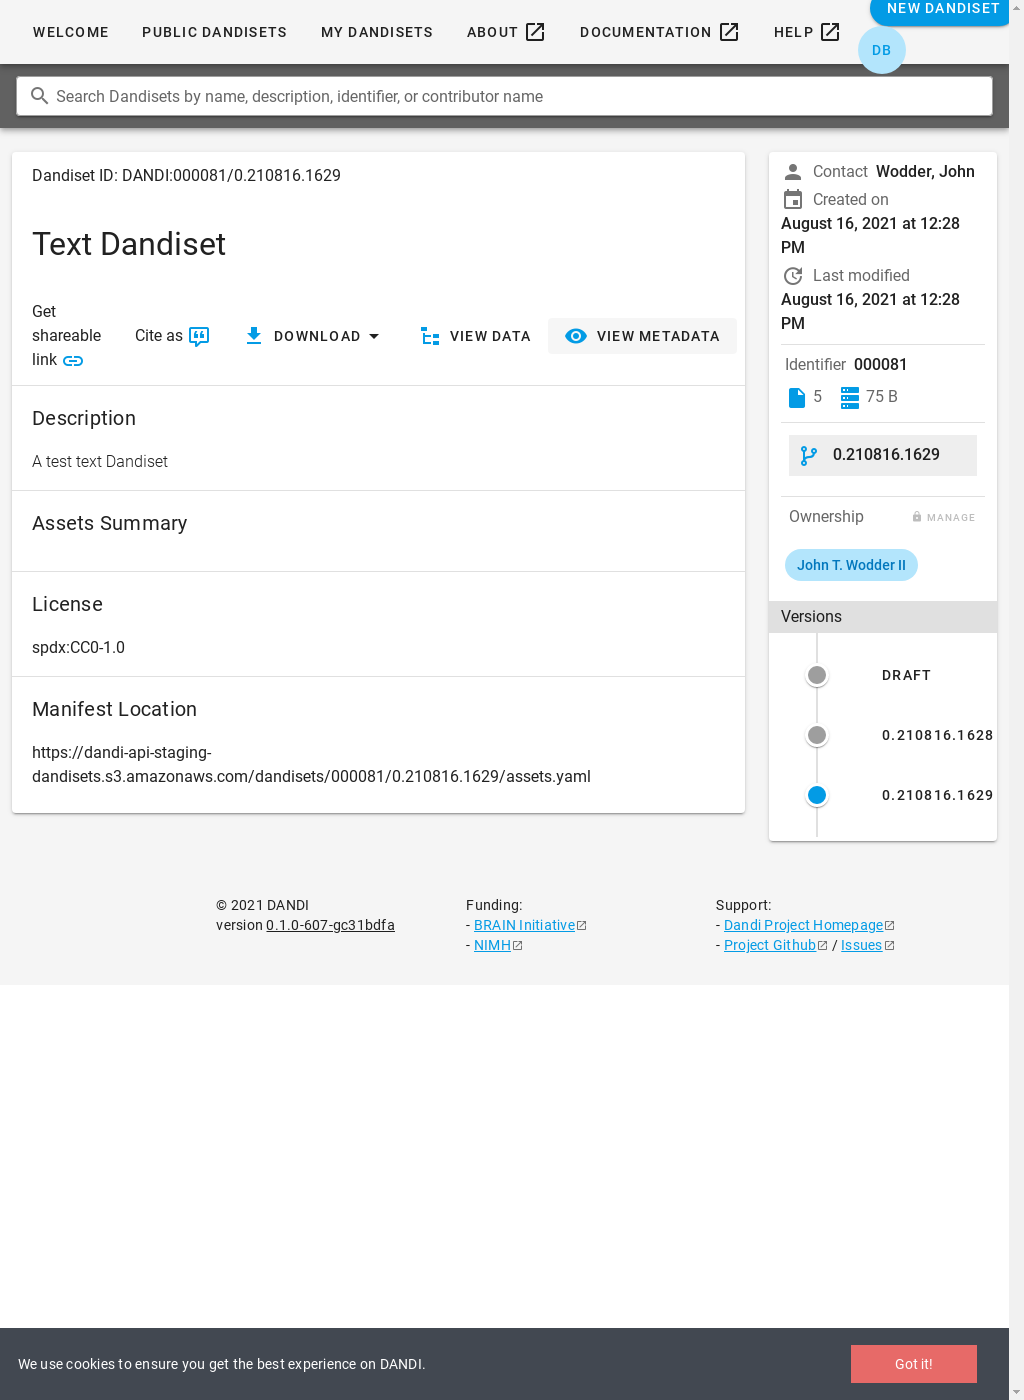 WELCOME PUBLIC DANDISETS MY DANDISETS ABOUT DOCUMENTATION HELP NEW DANDISET
DB
Search Dandisets by name, description, identifier, or contributor name
Dandiset ID: DANDI:000081/0.210816.1629
Text Dandiset
Get
shareable
link
Cite as
DOWNLOAD
VIEW DATA
VIEW METADATA
Description
A test text Dandiset
Assets Summary
License
spdx:CC0-1.0
Manifest Location
https://dandi-api-staging-
dandisets.s3.amazonaws.com/dandisets/000081/0.210816.1629/assets.yaml
Contact Wodder, John
Created on
August 16, 2021 at 12:28
PM
Last modified
August 16, 2021 at 12:28
PM
Identifier 000081
5 75 B
0.210816.1629
Ownership MANAGE
John T. Wodder II
Versions
DRAFT
0.210816.1628
0.210816.1629
© 2021 DANDI
version 0.1.0-607-gc31bdfa
Funding:
- BRAIN Initiative
- NIMH
Support:
- Dandi Project Homepage
- Project Github / Issues
We use cookies to ensure you get the best experience on DANDI.
Got it!